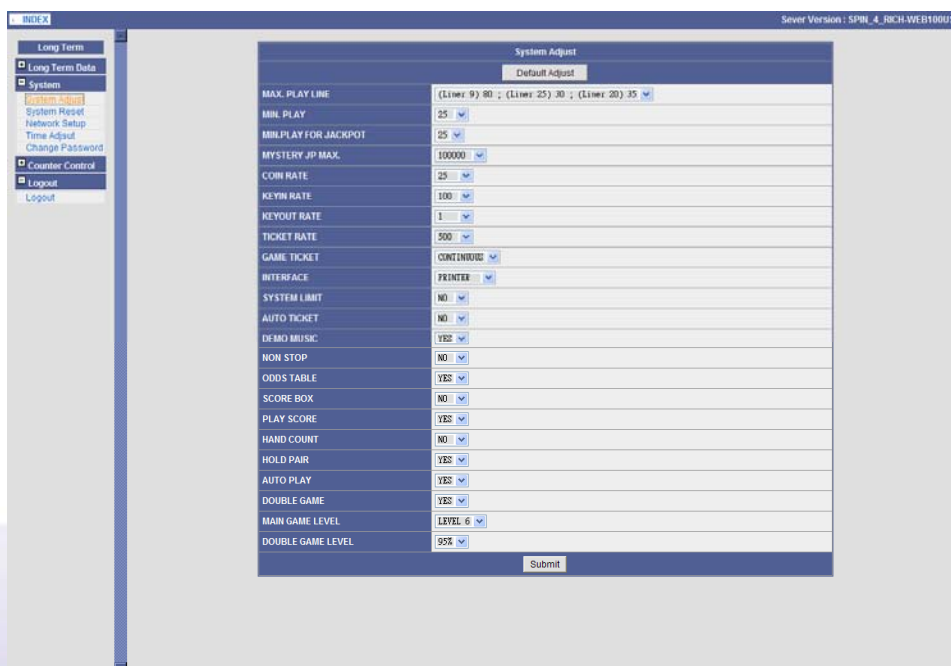 INDEX
Sever Version : SPIN_4_RICH-WEB100US
Long Term
Long Term Data
System
System Adjust
System Reset
Network Setup
Time Adjsut
Change Password
Counter Control
Logout
Logout
System Adjust
Default Adjust
MAX. PLAY LINE (Liner 9) 80 ; (Liner 25) 30 ; (Liner 20) 35
MIN. PLAY 25
MIN.PLAY FOR JACKPOT 25
MYSTERY JP MAX. 100000
COIN RATE 25
KEYIN RATE 100
KEYOUT RATE 1
TICKET RATE 500
GAME TICKET CONTINUOUS
INTERFACE PRINTER
SYSTEM LIMIT NO
AUTO TICKET NO
DEMO MUSIC YES
NON STOP NO
ODDS TABLE YES
SCORE BOX NO
PLAY SCORE YES
HAND COUNT NO
HOLD PAIR YES
AUTO PLAY YES
DOUBLE GAME YES
MAIN GAME LEVEL LEVEL 6
DOUBLE GAME LEVEL 95%
Submit